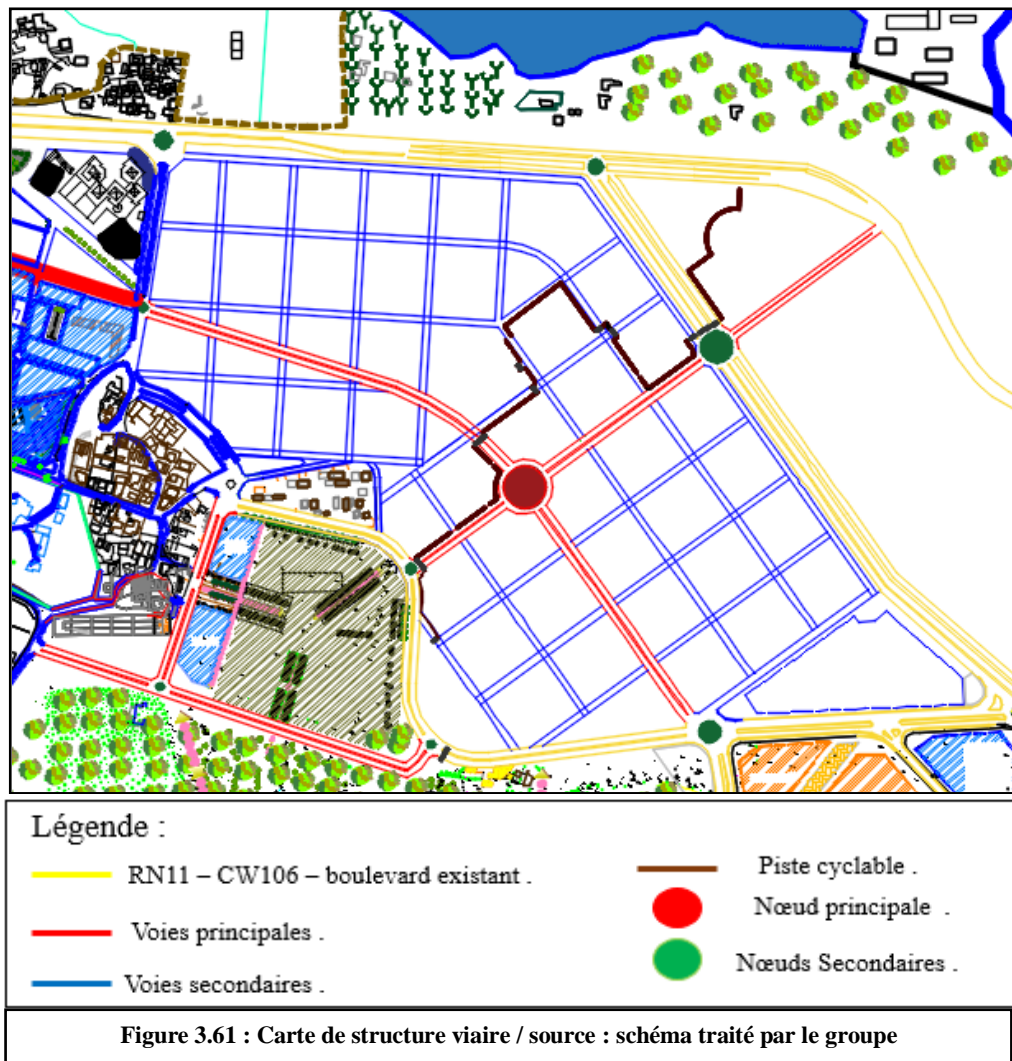 Légende :
RN11 – CW106 – boulevard existant .
Voies principales .
Voies secondaires .
Piste cyclable .
Nœud principale .
Nœuds Secondaires .
Figure 3.61 : Carte de structure viaire / source : schéma traité par le groupe